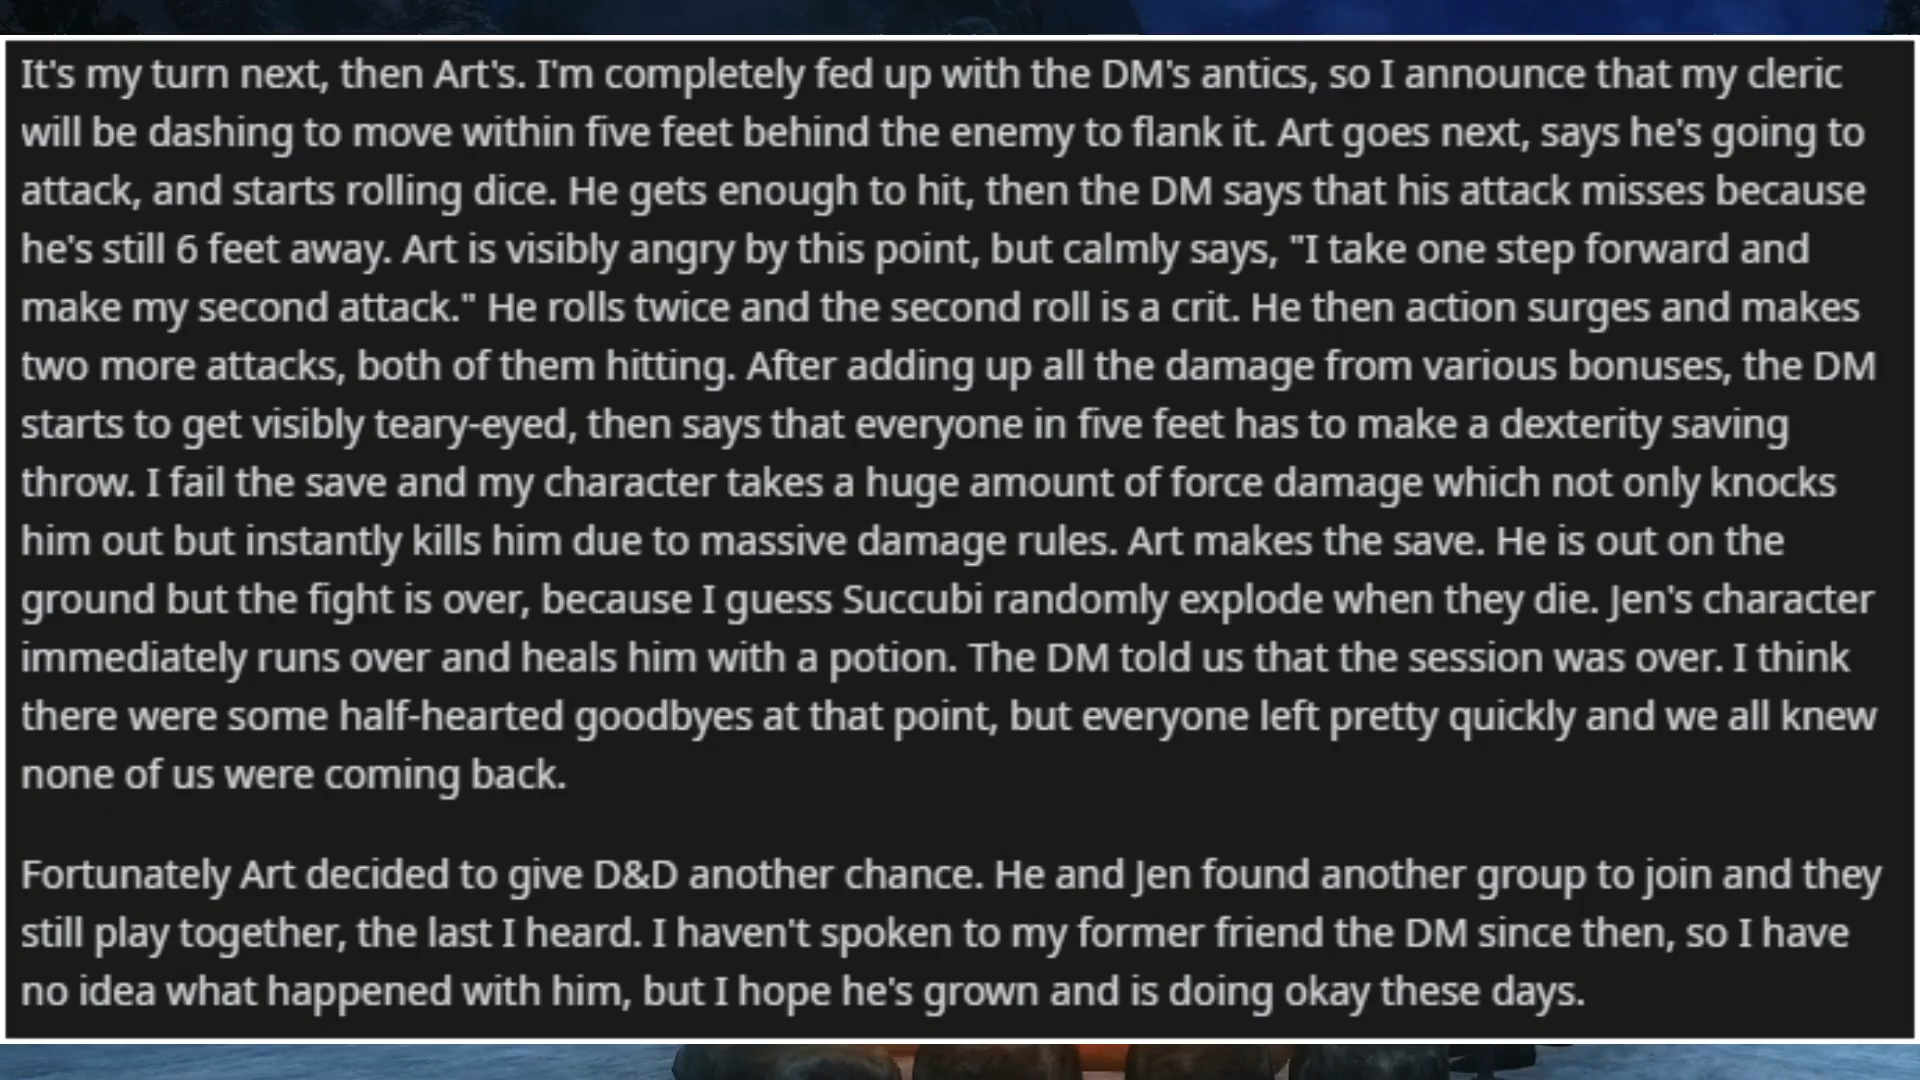 It's my turn next, then Art's. I'm completely fed up with the DM's antics, so I announce that my cleric
will be dashing to move within five feet behind the enemy to flank it. Art goes next, says he's going to
attack, and starts rolling dice. He gets enough to hit, then the DM says that his attack misses because
he's still 6 feet away. Art is visibly angry by this point, but calmly says, "I take one step forward and
make my second attack." He rolls twice and the second roll is a crit. He then action surges and makes
two more attacks, both of them hitting. After adding up all the damage from various bonuses, the DM
starts to get visibly teary-eyed, then says that everyone in five feet has to make a dexterity saving
throw. I fail the save and my character takes a huge amount of force damage which not only knocks
him out but instantly kills him due to massive damage rules. Art makes the save. He is out on the
ground but the fight is over, because I guess Succubi randomly explode when they die. Jen's character
immediately runs over and heals him with a potion. The DM told us that the session was over. I think
there were some half-hearted goodbyes at that point, but everyone left pretty quickly and we all knew
none of us were coming back.
Fortunately Art decided to give D&D another chance. He and Jen found another group to join and they
still play together, the last I heard. I haven't spoken to my former friend the DM since then, so I have
no idea what happened with him, but I hope he's grown and is doing okay these days.